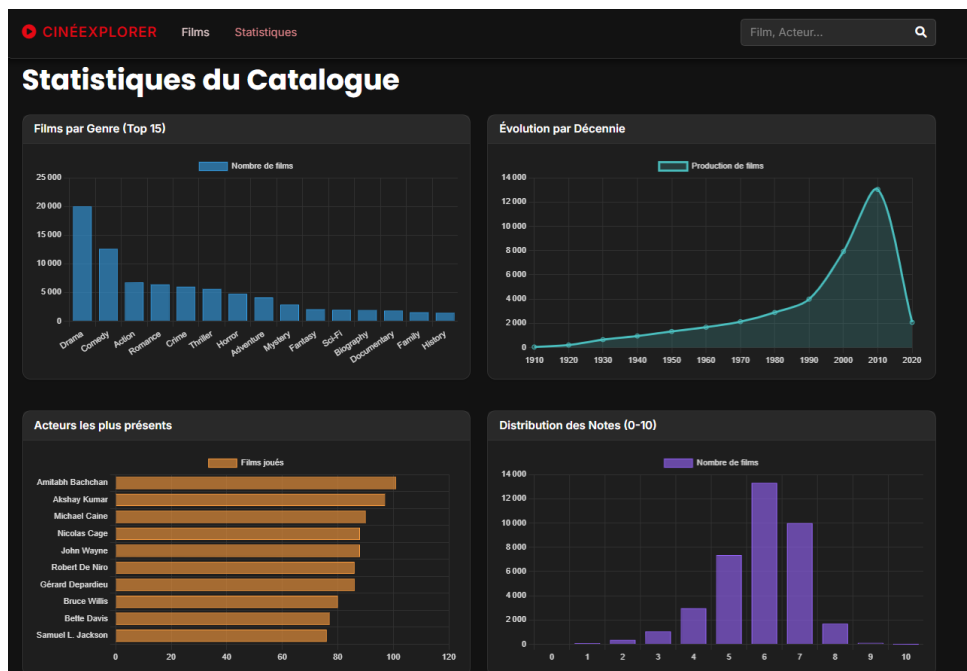 CINÉEXPLORER Films Statistiques Film, Acteur...
Statistiques du Catalogue
Films par Genre (Top 15)
Nombre de films
25 000
20 000
15 000
10 000
5 000
0
Drama Comedy Action Romance Crime Thriller Horror Adventure Mystery Fantasy Sci-Fi Biography Documentary Family History
Évolution par Décennie
Production de films
14 000
12 000
10 000
8 000
6 000
4 000
2 000
0
1910 1920 1930 1940 1950 1960 1970 1980 1990 2000 2010 2020
Acteurs les plus présents
Films joués
Amitabh Bachchan
Akshay Kumar
Michael Caine
Nicolas Cage
John Wayne
Robert De Niro
Gérard Depardieu
Bruce Willis
Bette Davis
Samuel L. Jackson
0 20 40 60 80 100 120
Distribution des Notes (0-10)
Nombre de films
14 000
12 000
10 000
8 000
6 000
4 000
2 000
0
0 1 2 3 4 5 6 7 8 9 10